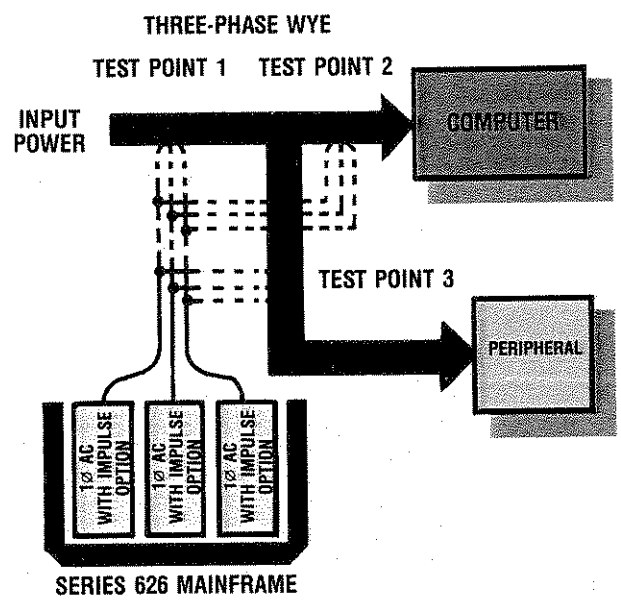 THREE-PHASE WYE
TEST POINT 1
TEST POINT 2
INPUT
POWER
COMPUTER
TEST POINT 3
PERIPHERAL
1Ø AC
WITH IMPULSE
OPTION
1Ø AC
WITH IMPULSE
OPTION
1Ø AC
WITH IMPULSE
OPTION
SERIES 626 MAINFRAME